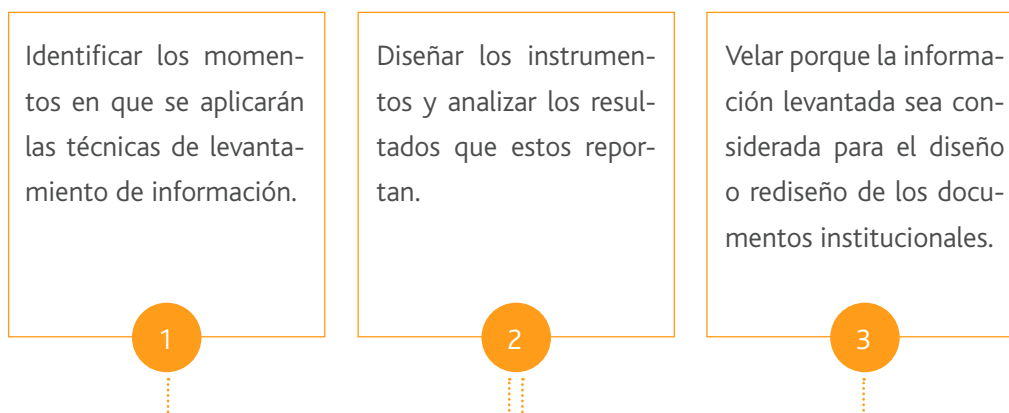 Identificar los momen-
tos en que se aplicarán
las técnicas de levanta-
miento de información.
1
Diseñar los instrumen-
tos y analizar los resul-
tados que estos repor-
tan.
2
Velar porque la informa-
ción levantada sea con-
siderada para el diseño
o rediseño de los docu-
mentos institucionales.
3